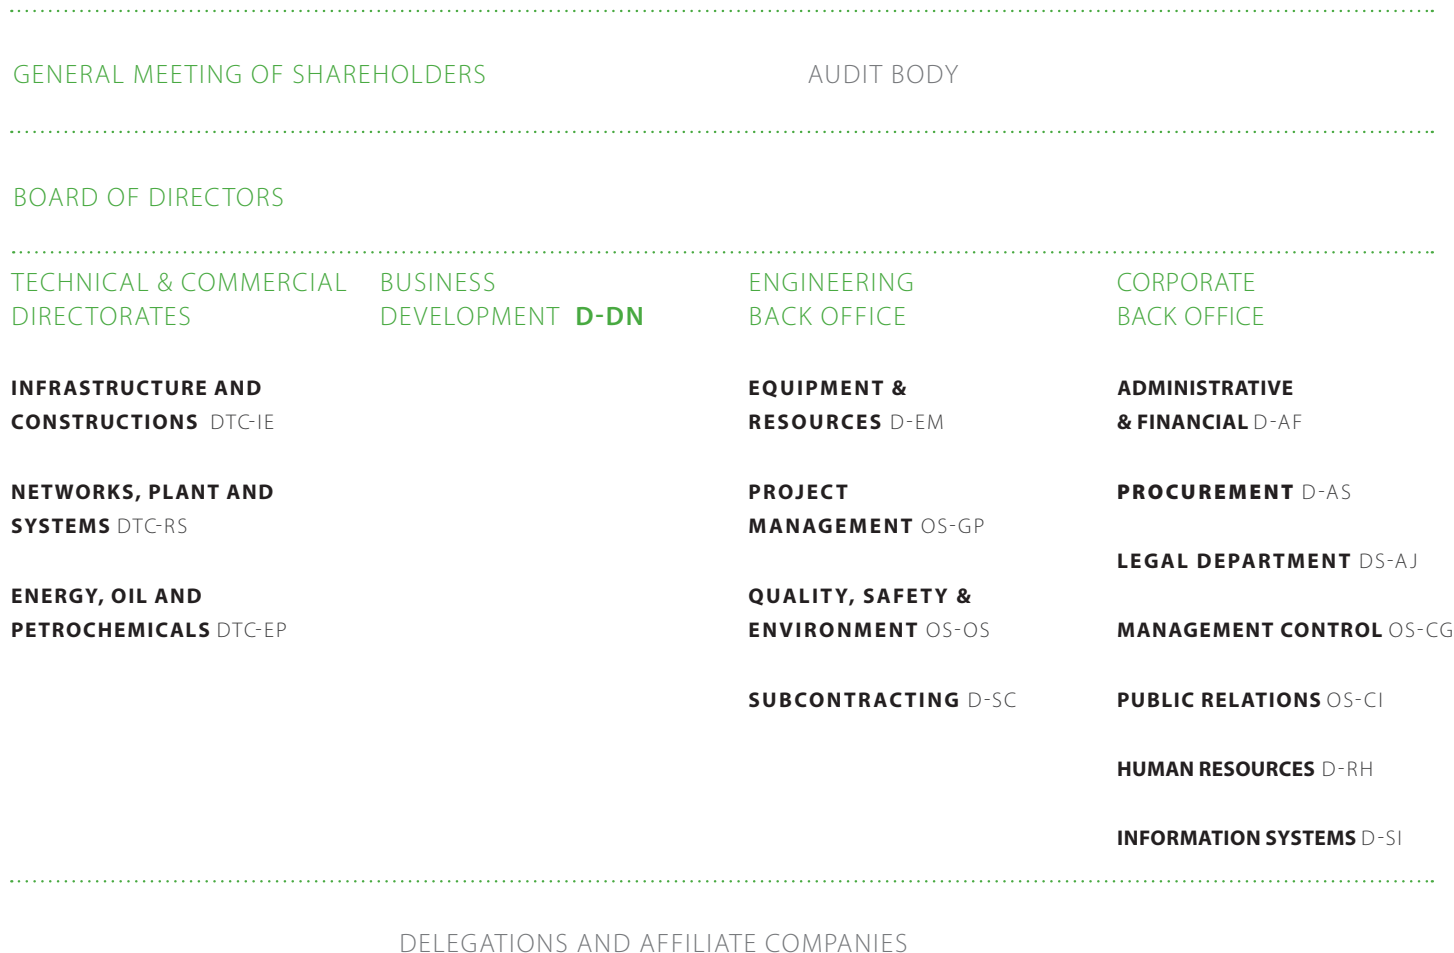 GENERAL MEETING OF SHAREHOLDERS
AUDIT BODY
BOARD OF DIRECTORS
TECHNICAL & COMMERCIAL
DIRECTORATES
INFRASTRUCTURE AND
CONSTRUCTIONS DTC-IE
NETWORKS, PLANT AND
SYSTEMS DTC-RS
ENERGY, OIL AND
PETROCHEMICALS DTC-EP
BUSINESS
DEVELOPMENT D-DN
ENGINEERING
BACK OFFICE
EQUIPMENT &
RESOURCES D-EM
PROJECT
MANAGEMENT OS-GP
QUALITY, SAFETY &
ENVIRONMENT OS-OS
SUBCONTRACTING D-SC
CORPORATE
BACK OFFICE
ADMINISTRATIVE
& FINANCIAL D-AF
PROCUREMENT D-AS
LEGAL DEPARTMENT DS-AJ
MANAGEMENT CONTROL OS-CG
PUBLIC RELATIONS OS-CI
HUMAN RESOURCES D-RH
INFORMATION SYSTEMS D-SI
DELEGATIONS AND AFFILIATE COMPANIES